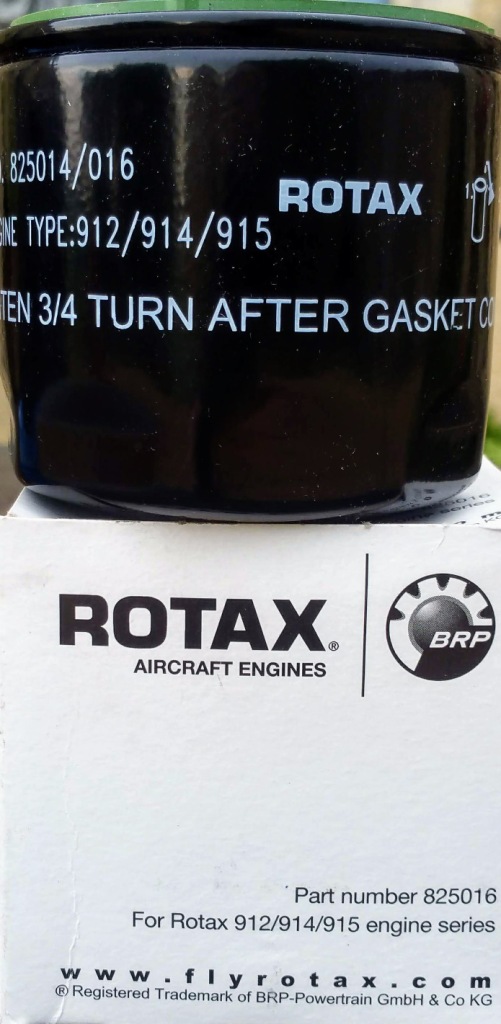 825014/016
ROTAX
TYPE:912/914/915
3/4 TURN AFTER GASKET
ROTAX®
AIRCRAFT ENGINES
BRP
Part number 825016
For Rotax 912/914/915 engine series
www.flyrotax.com
® Registered Trademark of BRP-Powertrain GmbH & Co KG